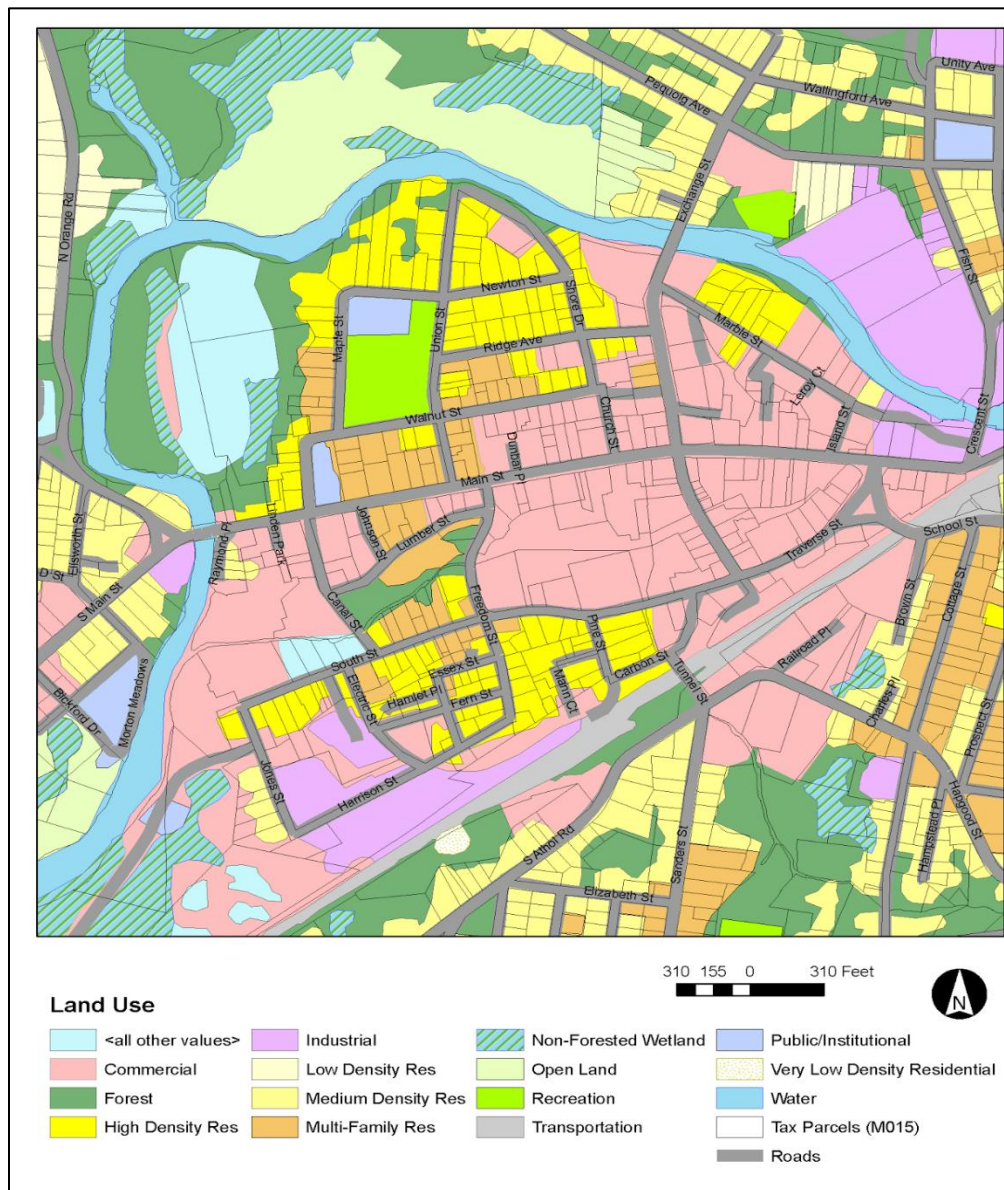 Unity Ave
Pequoig Ave
Wallingford Ave
N Orange Rd
Exchange St
Fish St
Newton St
Shore Dr
Maple St
Union St
Ridge Ave
Marble St
Leroy Ct
Walnut St
Church St
Island St
Crescent St
Dunbar Pl
Main St
Linden Park
Johnson St
Lumber St
Raymond Pl
Ellsworth St
D St
S Main St
Traverse St
School St
Canal St
Freedom St
Brown St
Cottage St
Pine St
South St
Essex St
Carbon St
Railroad Pl
Tunnel St
Electric St
Hamlet Pl
Fern St
Marin Ct
Morton Meadows
Bickford Dr
Charles Pl
Prospect St
Jones St
Harrison St
Hapgood St
Hampstead Pl
S Athol Rd
Sanders St
Elizabeth St
310 155 0 310 Feet
N
Land Use
<all other values> Industrial Non-Forested Wetland Public/Institutional
Commercial Low Density Res Open Land Very Low Density Residential
Forest Medium Density Res Recreation Water
High Density Res Multi-Family Res Transportation Tax Parcels (M015)
Roads